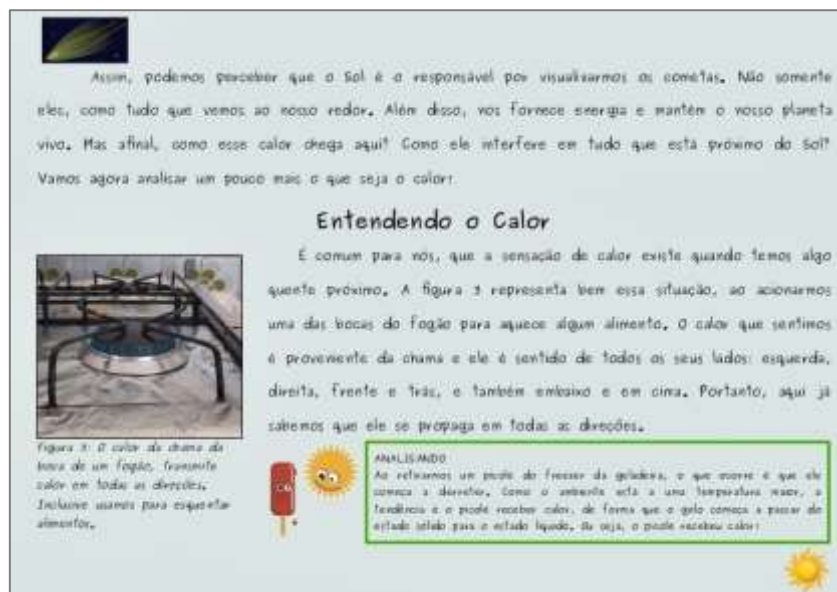 Assim, podemos perceber que o Sol é o responsável por visualizarmos os cometas. Não somente
eles, como tudo que vemos ao nosso redor. Além disso, nos fornece energia e mantém o nosso planeta
vivo. Mas afinal, como esse calor chega aqui? Como ele interfere em tudo que está próximo do Sol?
Vamos agora analisar um pouco mais o que seja o calor!
Entendendo o Calor
É comum para nós, que a sensação de calor existe quando temos algo
quente próximo. A figura 3 representa bem essa situação, ao acionarmos
uma das bocas do fogão para aquece algum alimento. O calor que sentimos
é proveniente da chama e ele é sentido de todos os seus lados: esquerda,
direita, frente e trás, e também embaixo e em cima. Portanto, aqui já
sabemos que ele se propaga em todas as direções.
Figura 3: O calor da chama da
boca de um fogão, transmite
calor em todas as direções.
Inclusive usamos para esquentar
alimentos.
ANALISANDO
Ao retirarmos um picolé do freezer da geladeira, o que ocorre é que ele
começa a derreter. Como o ambiente está a uma temperatura maior, a
tendência é o picolé receber calor, de forma que o gelo começa a passar do
estado sólido para o estado líquido. Ou seja, o picolé recebeu calor!